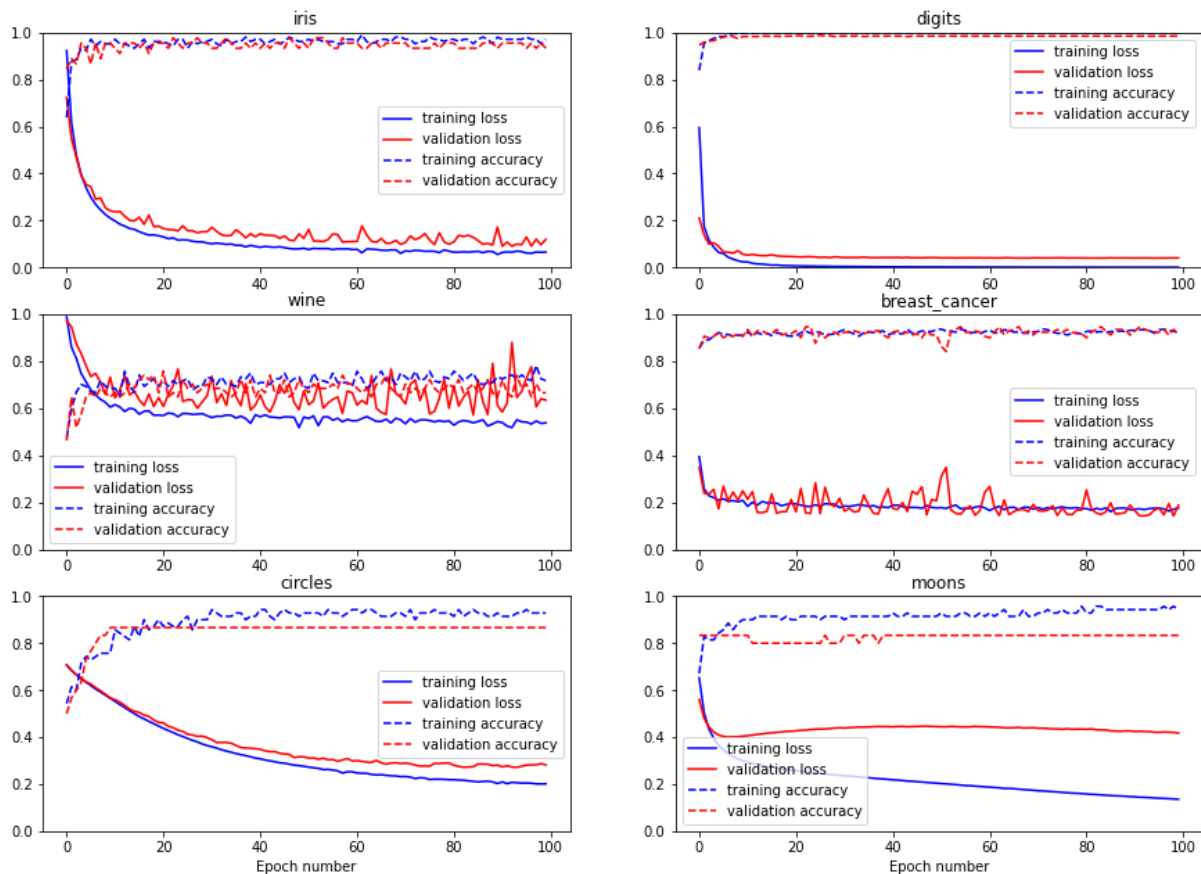 iris
1.0
0.8
0.6
0.4
0.2
0.0
training loss
validation loss
training accuracy
validation accuracy
0 20 40 60 80 100
digits
1.0
0.8
0.6
0.4
0.2
0.0
training loss
validation loss
training accuracy
validation accuracy
0 20 40 60 80 100
wine
1.0
0.8
0.6
0.4
0.2
0.0
training loss
validation loss
training accuracy
validation accuracy
0 20 40 60 80 100
breast_cancer
1.0
0.8
0.6
0.4
0.2
0.0
training loss
validation loss
training accuracy
validation accuracy
0 20 40 60 80 100
circles
1.0
0.8
0.6
0.4
0.2
0.0
training loss
validation loss
training accuracy
validation accuracy
0 20 40 60 80 100
Epoch number
moons
1.0
0.8
0.6
0.4
0.2
0.0
training loss
validation loss
training accuracy
validation accuracy
0 20 40 60 80 100
Epoch number